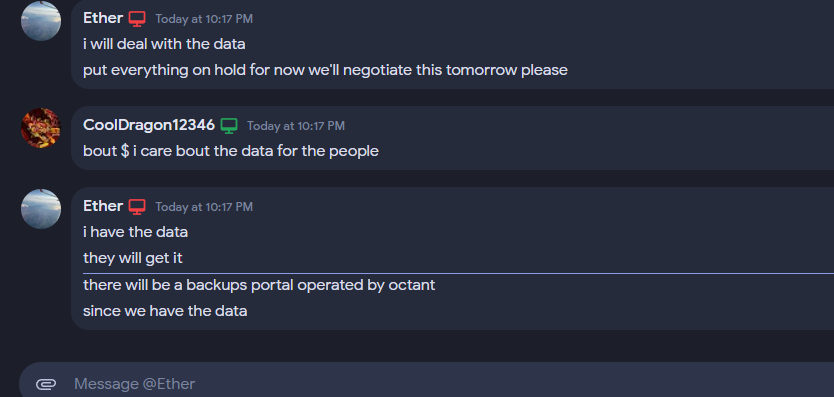 Ether Today at 10:17 PM
i will deal with the data
put everything on hold for now we'll negotiate this tomorrow please
CoolDragon12346 Today at 10:17 PM
bout $ i care bout the data for the people
Ether Today at 10:17 PM
i have the data
they will get it
there will be a backups portal operated by octant
since we have the data
Message @Ether